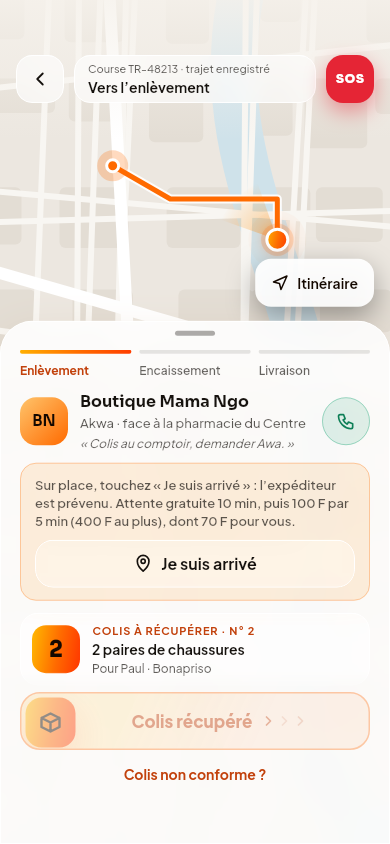 Course TR-48213 · trajet enregistré
Vers l’enlèvement
SOS
Itinéraire
Enlèvement
Encaissement
Livraison
BN
Boutique Mama Ngo
Akwa · face à la pharmacie du Centre
« Colis au comptoir, demander Awa. »
Sur place, touchez « Je suis arrivé » : l’expéditeur
est prévenu. Attente gratuite 10 min, puis 100 F par
5 min (400 F au plus), dont 70 F pour vous.
Je suis arrivé
2
COLIS À RÉCUPÉRER · N° 2
2 paires de chaussures
Pour Paul · Bonapriso
Colis récupéré
Colis non conforme ?